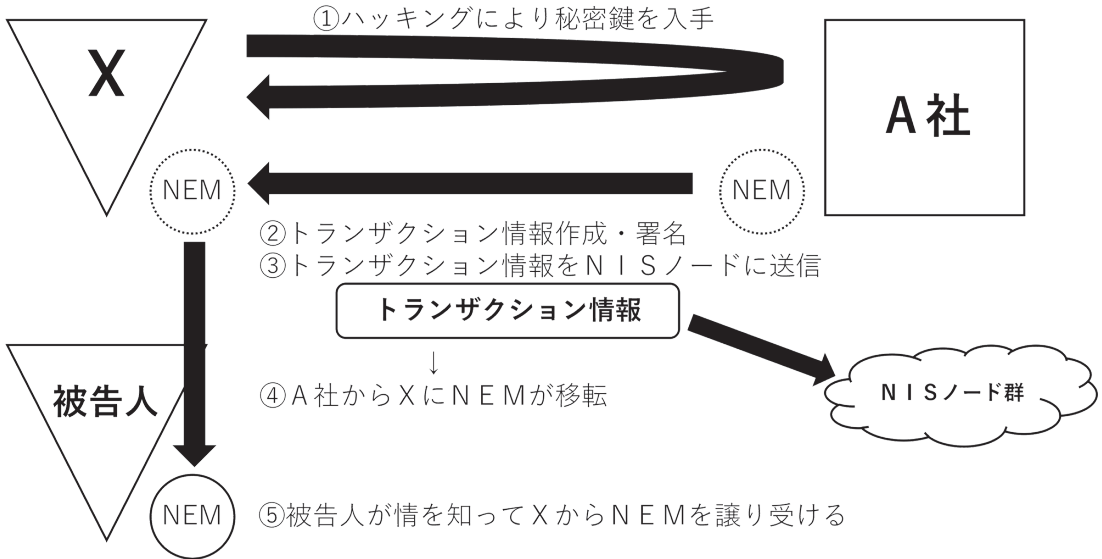 ①ハッキングにより秘密鍵を入手
X
A社
NEM
NEM
②トランザクション情報作成・署名
③トランザクション情報をＮＩＳノードに送信
トランザクション情報
↓
④Ａ社からＸにＮＥＭが移転
被告人
ＮＩＳノード群
NEM
⑤被告人が情を知ってＸからＮＥＭを譲り受ける